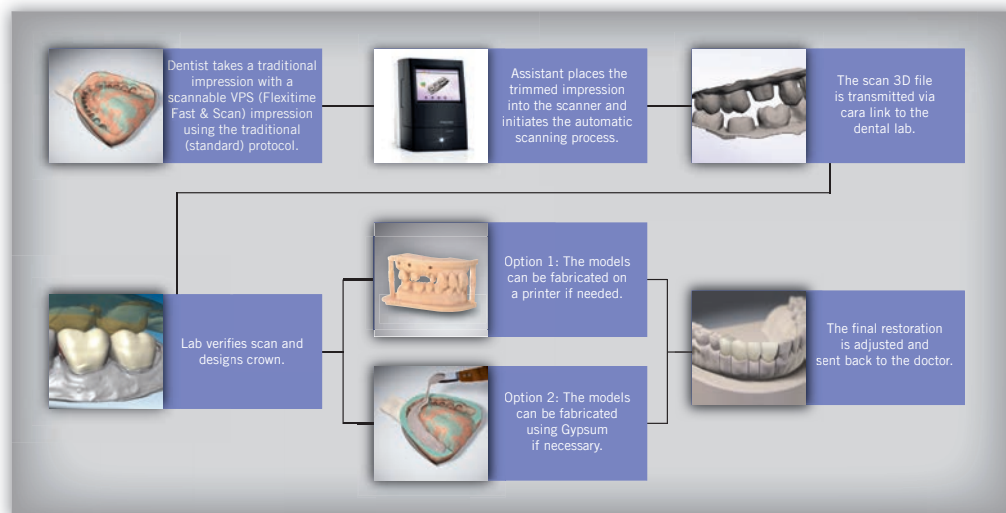 Dentist takes a traditional
impression with a
scannable VPS (Flexitime
Fast & Scan) impression
using the traditional
(standard) protocol.
Assistant places the
trimmed impression
into the scanner and
initiates the automatic
scanning process.
The scan 3D file
is transmitted via
cara link to the
dental lab.
Lab verifies scan and
designs crown.
Option 1: The models
can be fabricated on
a printer if needed.
Option 2: The models
can be fabricated
using Gypsum
if necessary.
The final restoration
is adjusted and
sent back to the doctor.